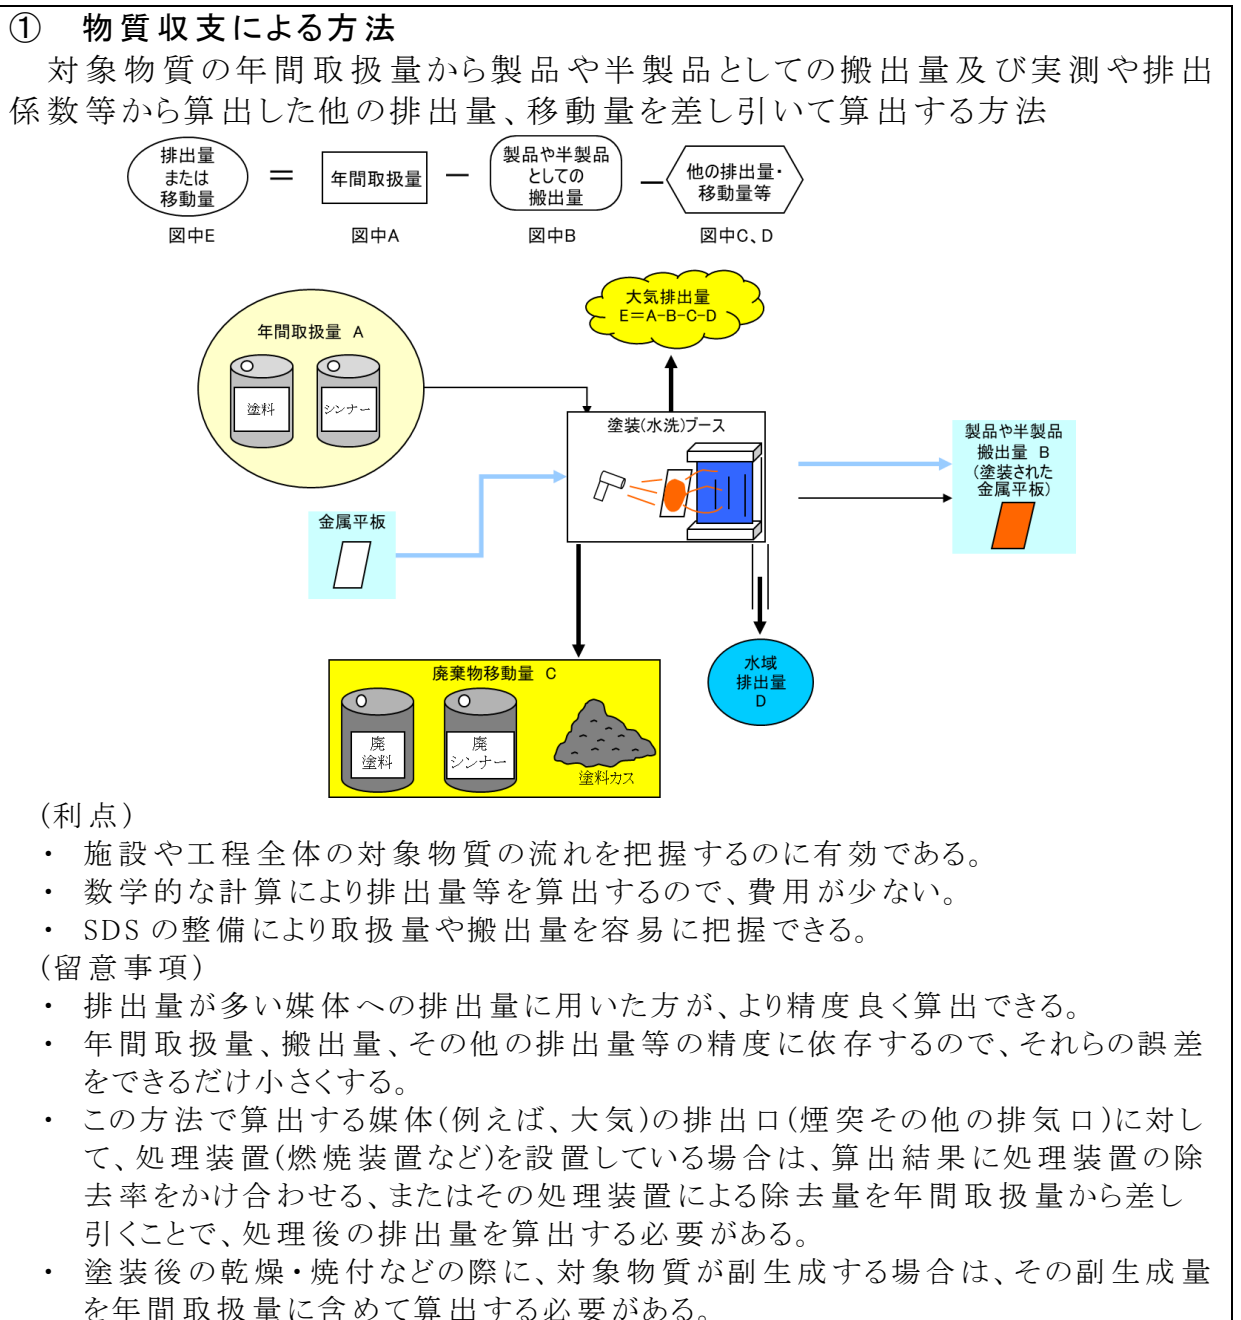 ① 物質収支による方法
対象物質の年間取扱量から製品や半製品としての搬出量及び実測や排出
係数等から算出した他の排出量、移動量を差し引いて算出する方法
排出量
または
移動量
＝
年間取扱量
－
製品や半製品
としての
搬出量
－
他の排出量・
移動量等
図中E
図中A
図中B
図中C、D
大気排出量
E＝A-B-C-D
年間取扱量 A
塗料
シンナー
塗装(水洗)ブース
製品や半製品
搬出量 B
(塗装された
金属平板)
金属平板
廃棄物移動量 C
廃
塗料
廃
シンナー
塗料カス
水域
排出量
D
(利点)
・ 施設や工程全体の対象物質の流れを把握するのに有効である。
・ 数学的な計算により排出量等を算出するので、費用が少ない。
・ SDSの整備により取扱量や搬出量を容易に把握できる。
(留意事項)
・ 排出量が多い媒体への排出量に用いた方が、より精度良く算出できる。
・ 年間取扱量、搬出量、その他の排出量等の精度に依存するので、それらの誤差
をできるだけ小さくする。
・ この方法で算出する媒体(例えば、大気)の排出口(煙突その他の排気口)に対し
て、処理装置(燃焼装置など)を設置している場合は、算出結果に処理装置の除
去率をかけ合わせる、またはその処理装置による除去量を年間取扱量から差し
引くことで、処理後の排出量を算出する必要がある。
・ 塗装後の乾燥・焼付などの際に、対象物質が副生成する場合は、その副生成量
を年間取扱量に含めて算出する必要がある。